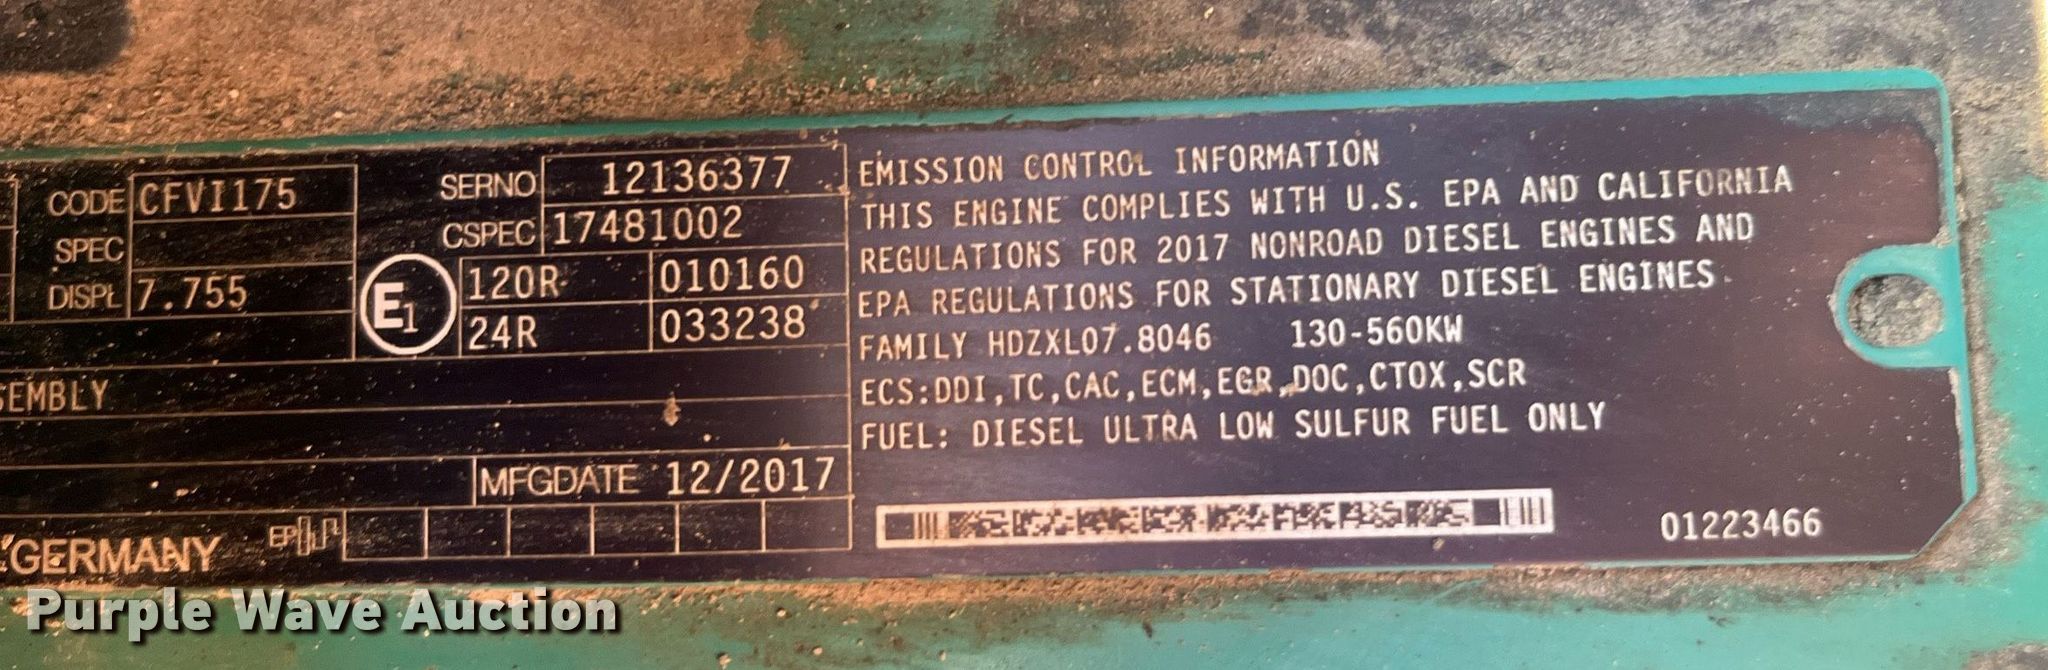 CODE CFVI175
SPEC
DISPL 7.755
SERNO 12136377
CSPEC 17481002
E1 120R 010160
24R 033238
SEMBLY
MFGDATE 12/2017
GERMANY
EMISSION CONTROL INFORMATION
THIS ENGINE COMPLIES WITH U.S. EPA AND CALIFORNIA
REGULATIONS FOR 2017 NONROAD DIESEL ENGINES AND
EPA REGULATIONS FOR STATIONARY DIESEL ENGINES
FAMILY HDZXL07.8046 130-560KW
ECS:DDI,TC,CAC,ECM,EGR,DOC,CTOX,SCR
FUEL: DIESEL ULTRA LOW SULFUR FUEL ONLY
01223466
Purple Wave Auction